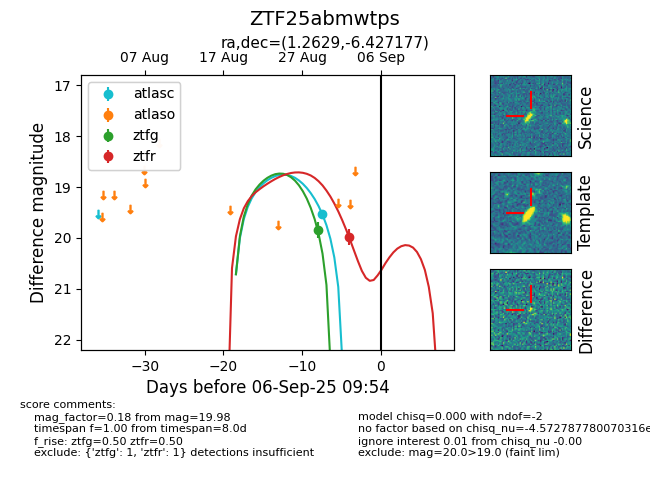 ZTF25abmwtps
ra,dec=(1.2629,-6.427177)
07 Aug
17 Aug
27 Aug
06 Sep
atlasc
atlaso
ztfg
ztfr
17
18
19
20
21
22
Difference magnitude
−30
−20
−10
0
Days before 06-Sep-25 09:54
Science
Template
Difference
score comments:
mag_factor=0.18 from mag=19.98
timespan f=1.00 from timespan=8.0d
f_rise: ztfg=0.50 ztfr=0.50
exclude: {'ztfg': 1, 'ztfr': 1} detections insufficient
model chisq=0.000 with ndof=-2
no factor based on chisq_nu=-4.572787780070316e
ignore interest 0.01 from chisq_nu -0.00
exclude: mag=20.0>19.0 (faint lim)